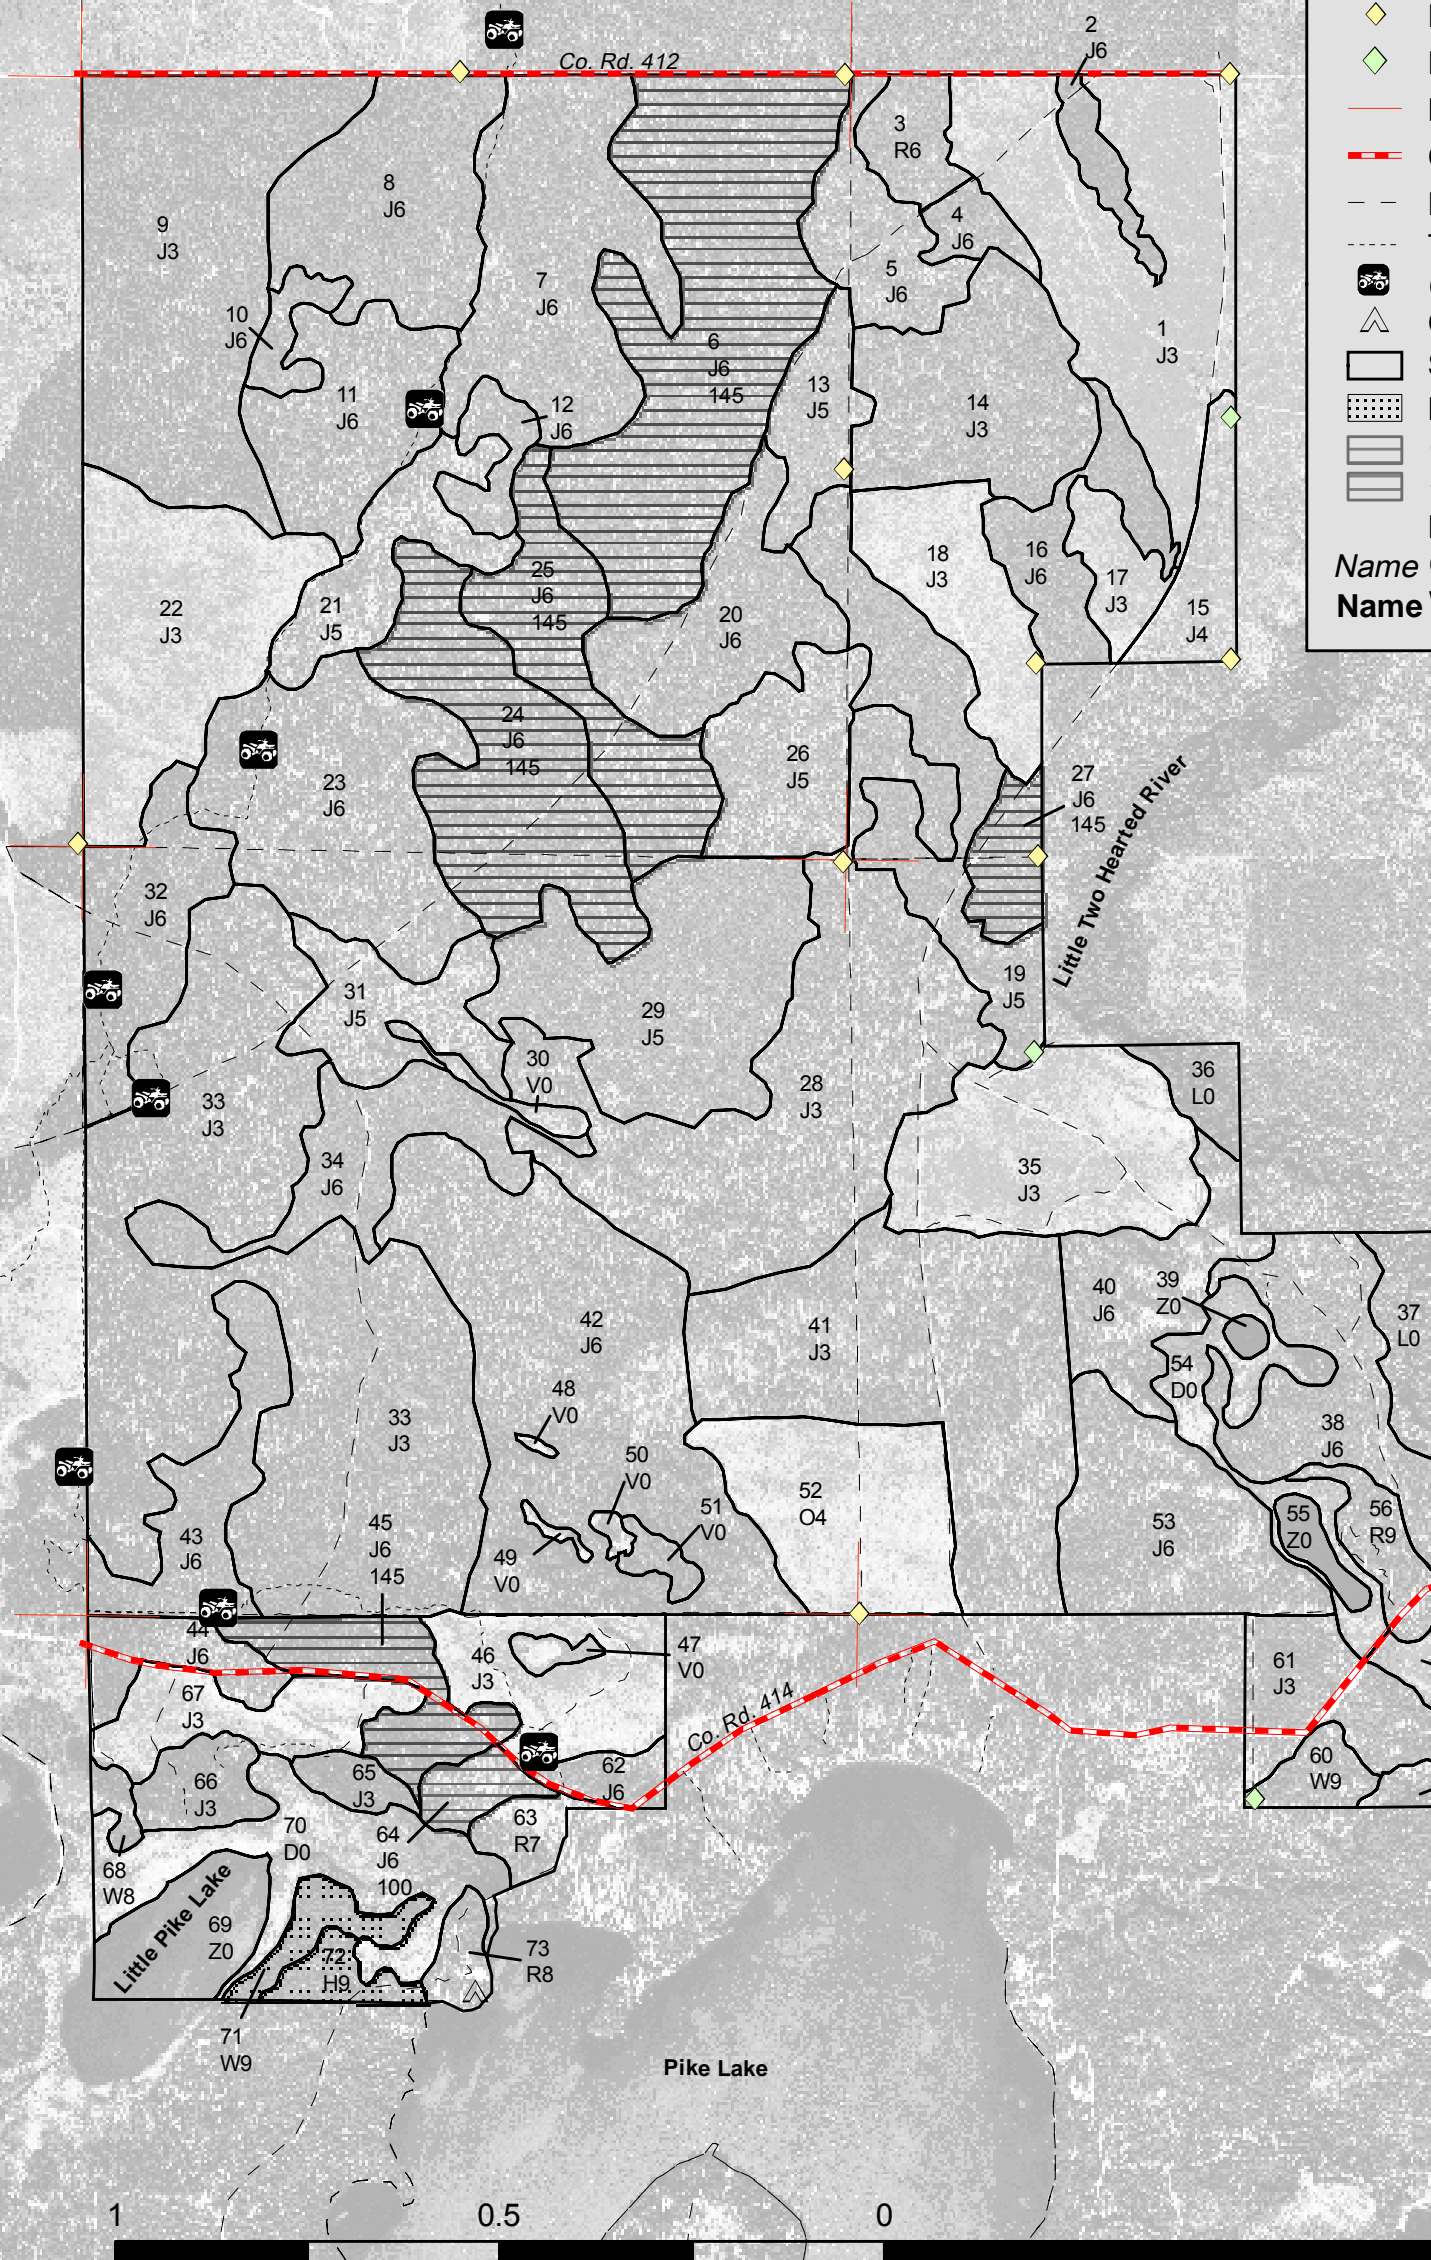 2
J6
Co. Rd. 412
3
R6
8
J6
9
J3
4
J6
5
J6
7
J6
10
J6
1
J3
6
J6
145
11
J6
12
J6
13
J5
14
J3
Name
Name
18
J3
16
J6
17
J3
15
J4
25
J6
145
22
J3
21
J5
20
J6
24
J6
145
23
J6
26
J5
27
J6
145
Little Two Hearted River
32
J6
19
J5
31
J5
29
J5
30
V0
28
J3
36
L0
33
J3
34
J6
35
J3
40
J6
39
Z0
37
L0
42
J6
41
J3
54
D0
48
V0
33
J3
38
J6
50
V0
52
O4
51
V0
55
Z0
56
R9
53
J6
43
J6
45
J6
145
49
V0
44
J6
46
J3
47
V0
61
J3
67
J3
Co. Rd. 414
60
W9
66
J3
65
J3
62
J6
63
R7
70
D0
64
J6
100
68
W8
Little Pike Lake
69
Z0
72
H9
73
R8
71
W9
Pike Lake
1
0.5
0